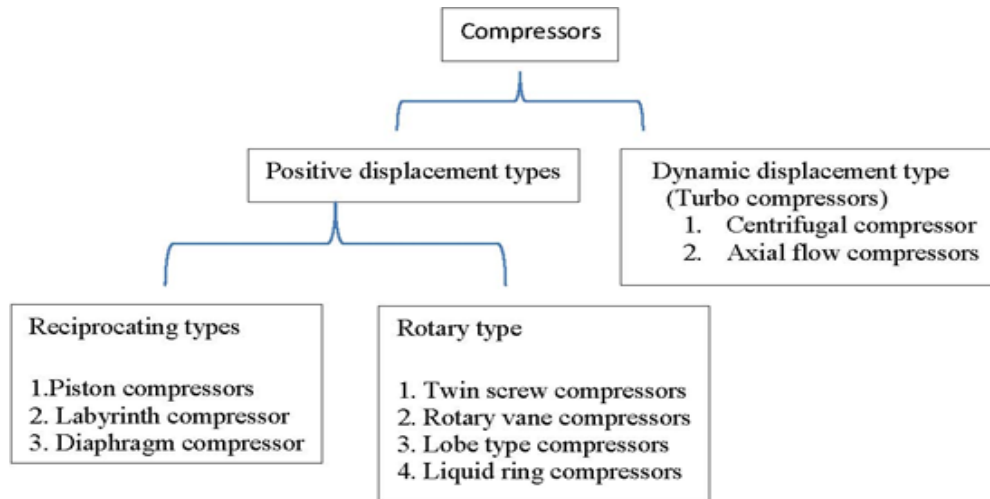 Compressors
Positive displacement types
Dynamic displacement type
(Turbo compressors)
1. Centrifugal compressor
2. Axial flow compressors
Reciprocating types
1.Piston compressors
2. Labyrinth compressor
3. Diaphragm compressor
Rotary type
1. Twin screw compressors
2. Rotary vane compressors
3. Lobe type compressors
4. Liquid ring compressors